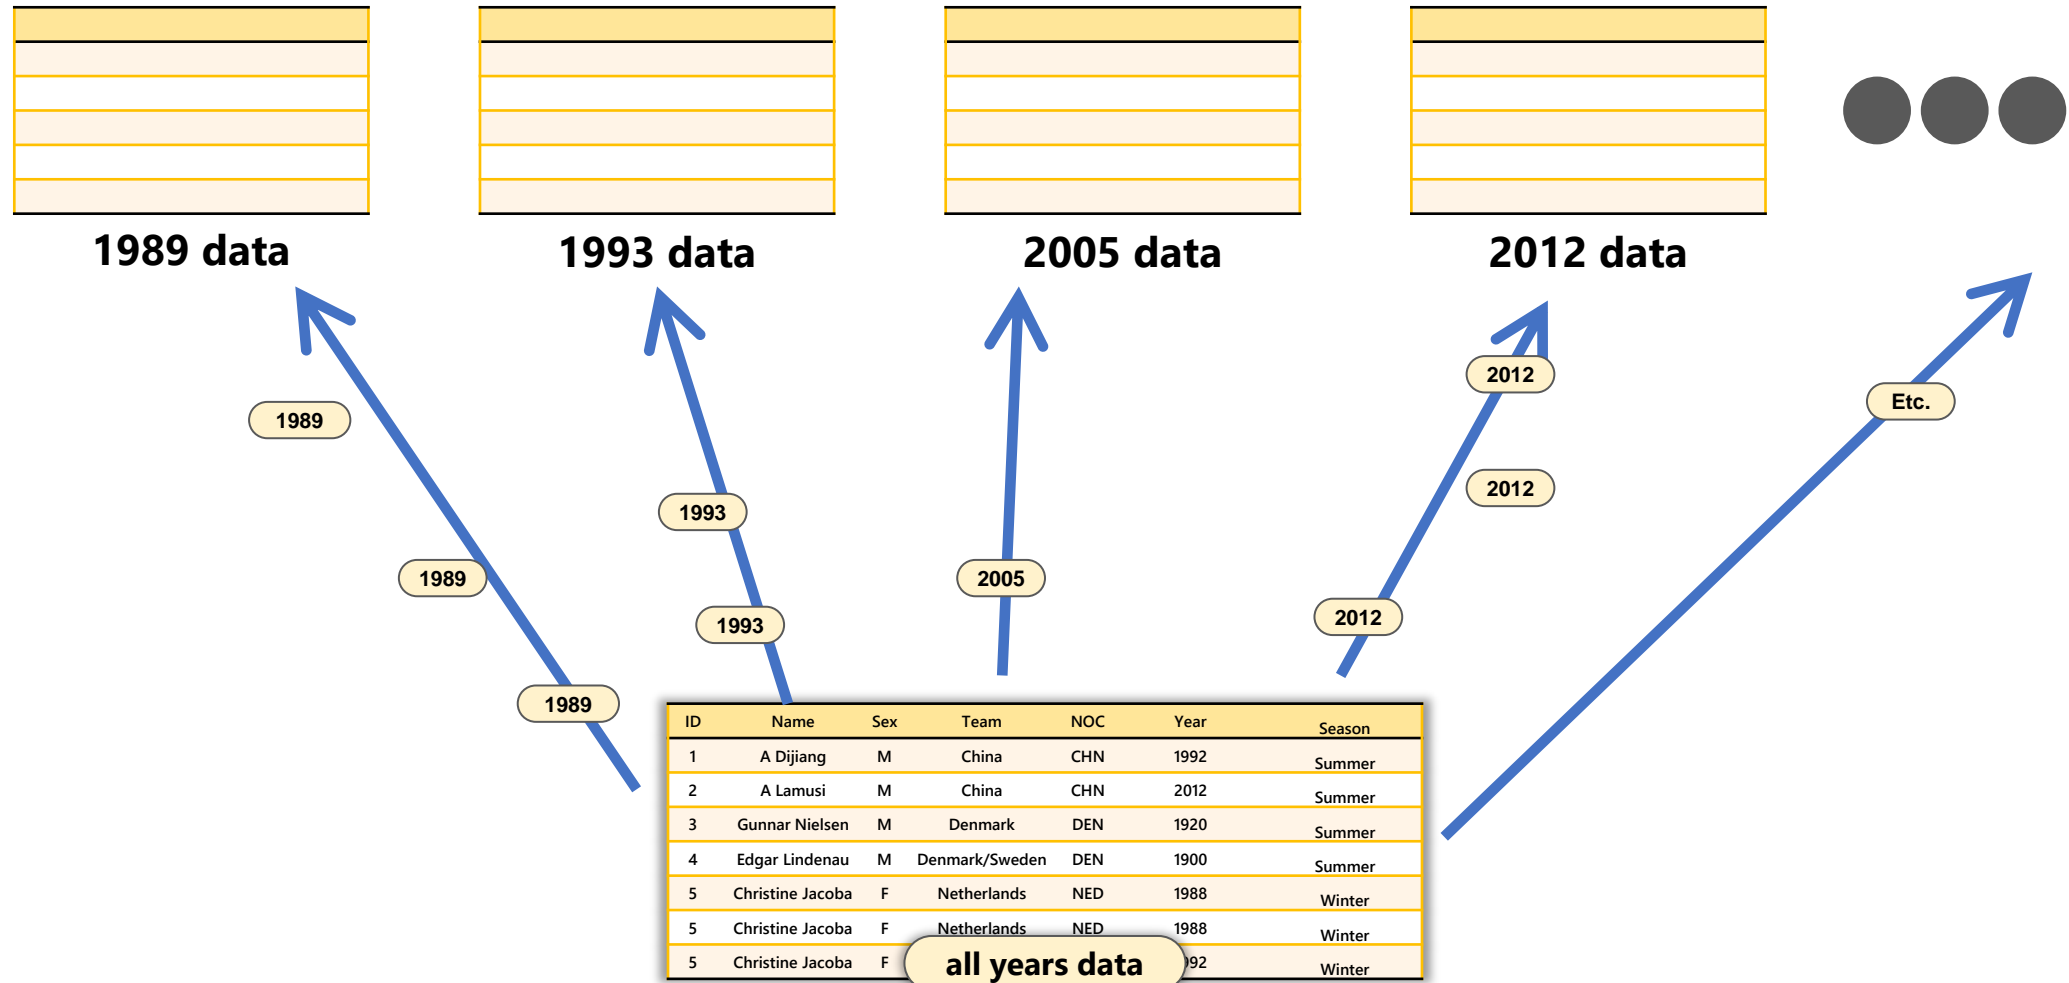 1989 data
1993 data
2005 data
2012 data
2012
Etc.
1989
2012
1993
1989
2005
2012
1993
1989
ID Name Sex Team NOC Year Season
1 A Dijiang M China CHN 1992 Summer
2 A Lamusi M China CHN 2012 Summer
3 Gunnar Nielsen M Denmark DEN 1920 Summer
4 Edgar Lindenau M Denmark/Sweden DEN 1900 Summer
5 Christine Jacoba F Netherlands NED 1988 Winter
5 Christine Jacoba F Netherlands NED 1988 Winter
5 Christine Jacoba F 92 Winter
all years data